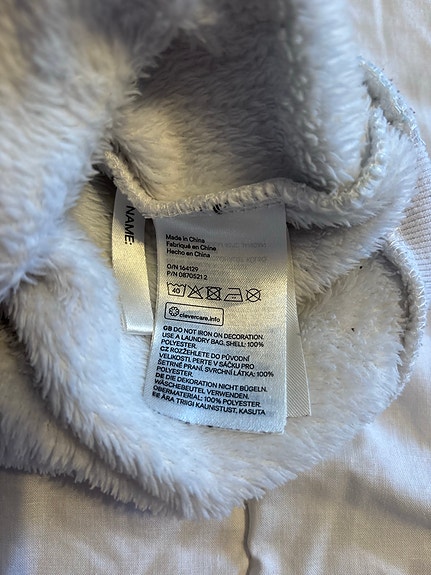 NAME:
Made in China
Fabriqué en Chine
Hecho en China
O/N 164129
P/N 0870521 2
40
clevercare.info
GB DO NOT IRON ON DECORATION.
USE A LAUNDRY BAG. SHELL: 100%
POLYESTER.
CZ ROZŽEHLETE DO PŮVODNÍ
VELIKOSTI. PERTE V SÁČKU PRO
ŠETRNÉ PRANÍ. SVRCHNÍ LÁTKA: 100%
POLYESTER.
DE DIE DEKORATION NICHT BÜGELN.
WÄSCHEBEUTEL VERWENDEN.
OBERMATERIAL: 100% POLYESTER.
EE ÄRA TRIIGI KAUNISTUST, KASUTA